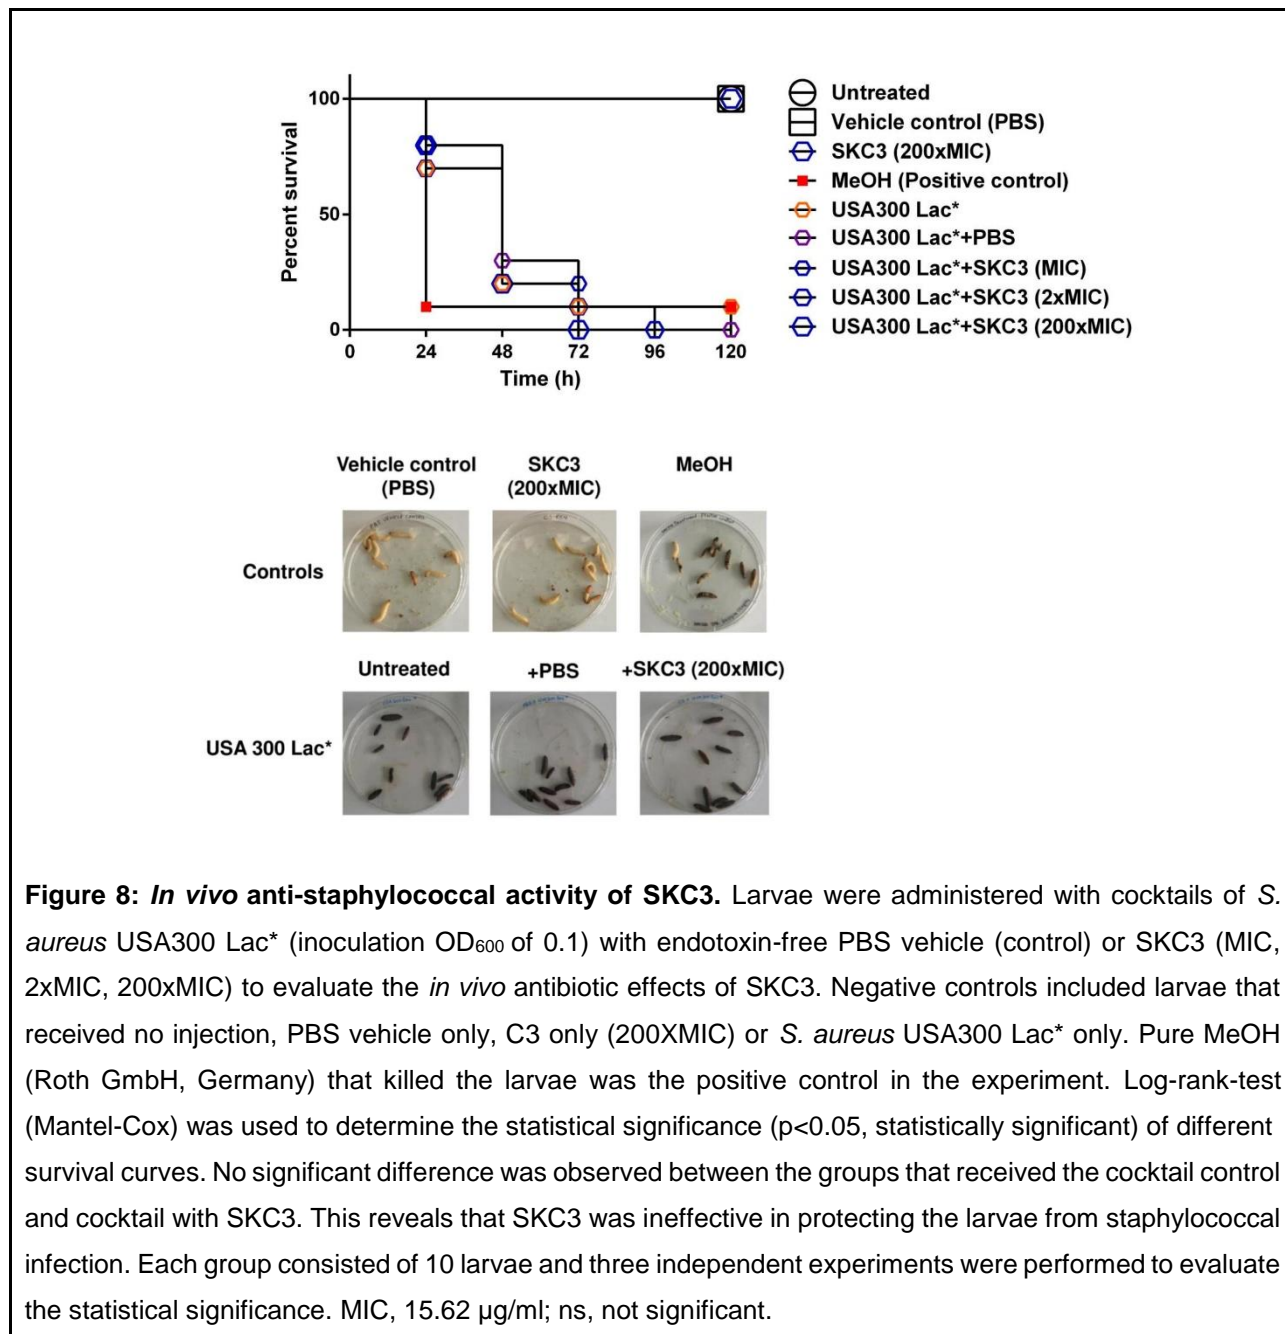 100
50
0
Percent survival
0 24 48 72 96 120
Time (h)
Untreated
Vehicle control (PBS)
SKC3 (200xMIC)
MeOH (Positive control)
USA300 Lac*
USA300 Lac*+PBS
USA300 Lac*+SKC3 (MIC)
USA300 Lac*+SKC3 (2xMIC)
USA300 Lac*+SKC3 (200xMIC)
Vehicle control
(PBS)
SKC3
(200xMIC)
MeOH
Controls
Untreated
+PBS
+SKC3 (200xMIC)
USA 300 Lac*
Figure 8: In vivo anti-staphylococcal activity of SKC3. Larvae were administered with cocktails of S.
aureus USA300 Lac* (inoculation OD600 of 0.1) with endotoxin-free PBS vehicle (control) or SKC3 (MIC,
2xMIC, 200xMIC) to evaluate the in vivo antibiotic effects of SKC3. Negative controls included larvae that
received no injection, PBS vehicle only, C3 only (200XMIC) or S. aureus USA300 Lac* only. Pure MeOH
(Roth GmbH, Germany) that killed the larvae was the positive control in the experiment. Log-rank-test
(Mantel-Cox) was used to determine the statistical significance (p<0.05, statistically significant) of different
survival curves. No significant difference was observed between the groups that received the cocktail control
and cocktail with SKC3. This reveals that SKC3 was ineffective in protecting the larvae from staphylococcal
infection. Each group consisted of 10 larvae and three independent experiments were performed to evaluate
the statistical significance. MIC, 15.62 µg/ml; ns, not significant.